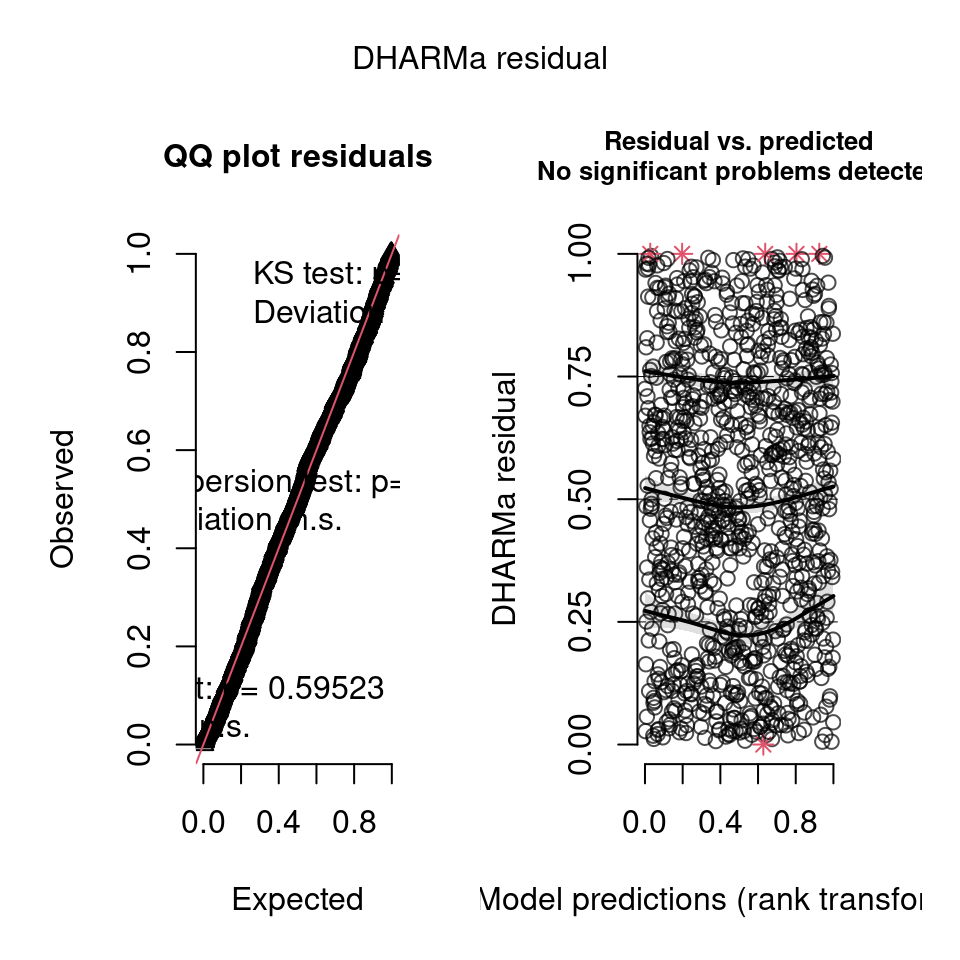 DHARMa residual
QQ plot residuals
Observed
0.0 0.2 0.4 0.6 0.8 1.0
KS test:
Deviatio
persion test: p=
iation n.s.
t: = 0.59523
n.s.
0.0 0.4 0.8
Expected
Residual vs. predicted
No significant problems detecte
DHARMa residual
0.00 0.25 0.50 0.75 1.00
0.0 0.4 0.8
Model predictions (rank transfor